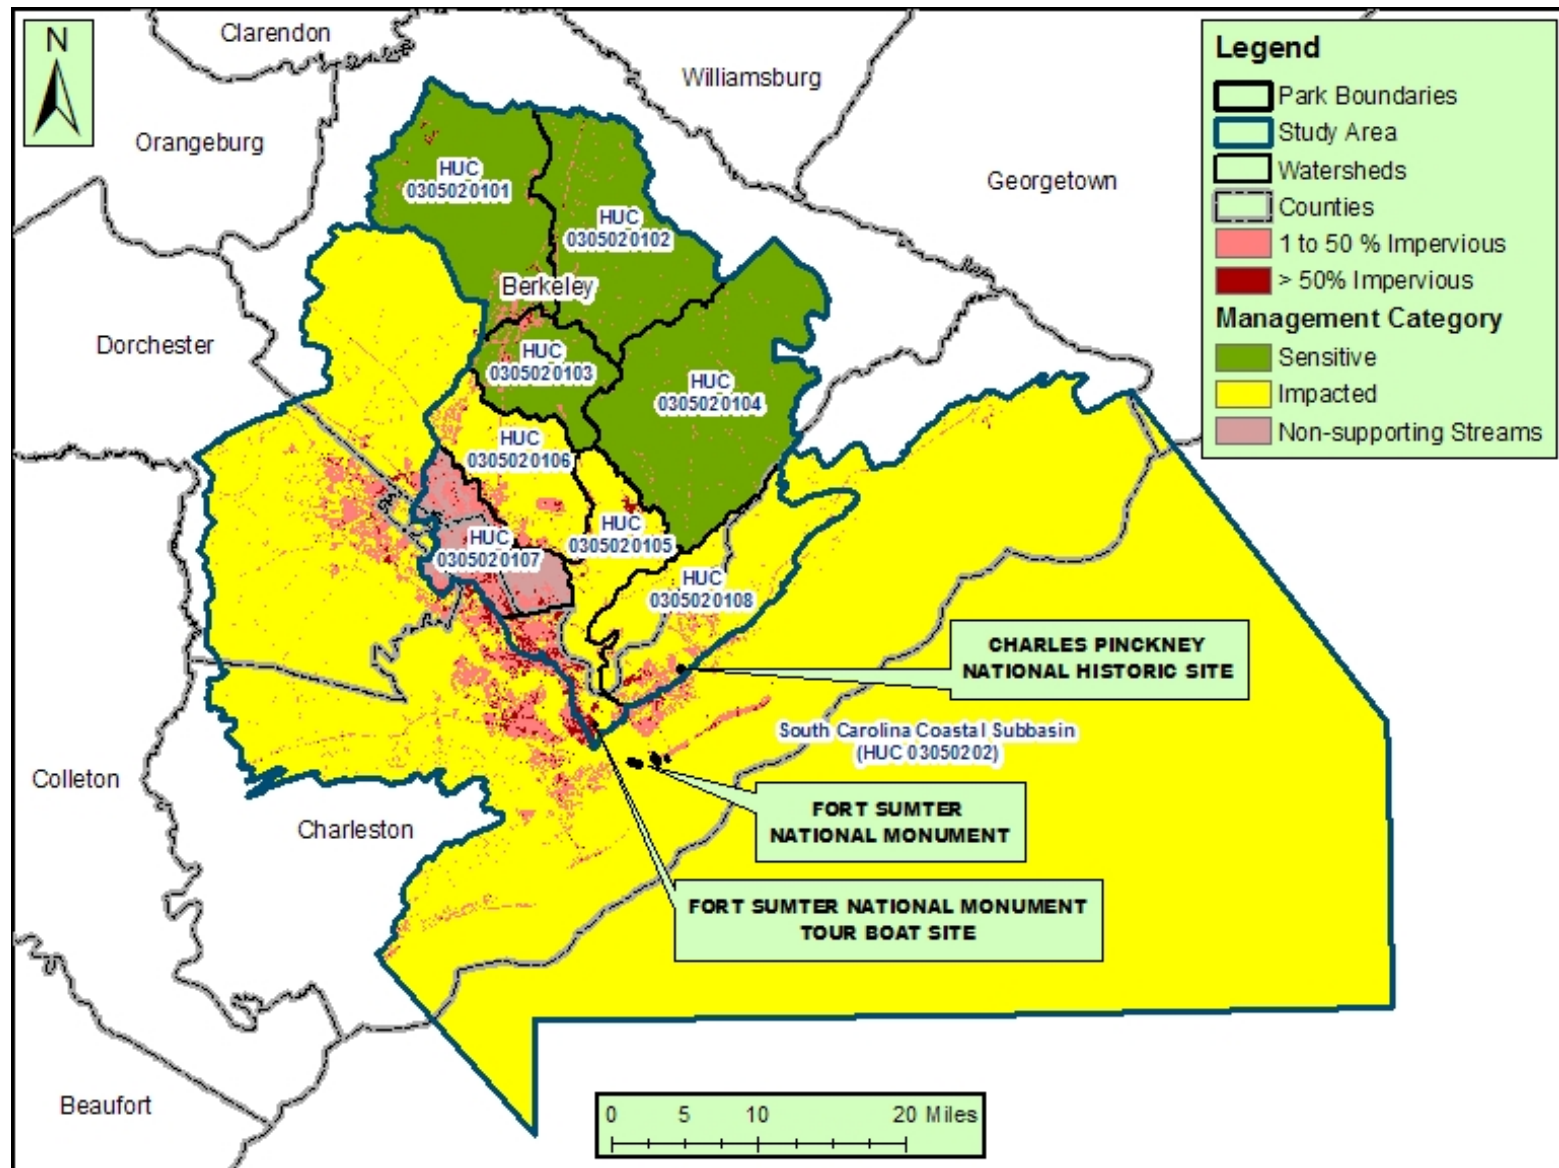 N
Clarendon
Williamsburg
Orangeburg
Georgetown
Legend
Park Boundaries
Study Area
Watersheds
Counties
1 to 50 % Impervious
> 50% Impervious
Management Category
Sensitive
Impacted
Non-supporting Streams
HUC
0305020101
HUC
0305020102
Berkeley
Dorchester
HUC
0305020103
HUC
0305020104
HUC
0305020106
HUC
0305020105
HUC
0305020107
HUC
0305020108
CHARLES PINCKNEY
NATIONAL HISTORIC SITE
South Carolina Coastal Subbasin
(HUC 03050202)
Colleton
Charleston
FORT SUMTER
NATIONAL MONUMENT
FORT SUMTER NATIONAL MONUMENT
TOUR BOAT SITE
Beaufort
0 5 10 20 Miles